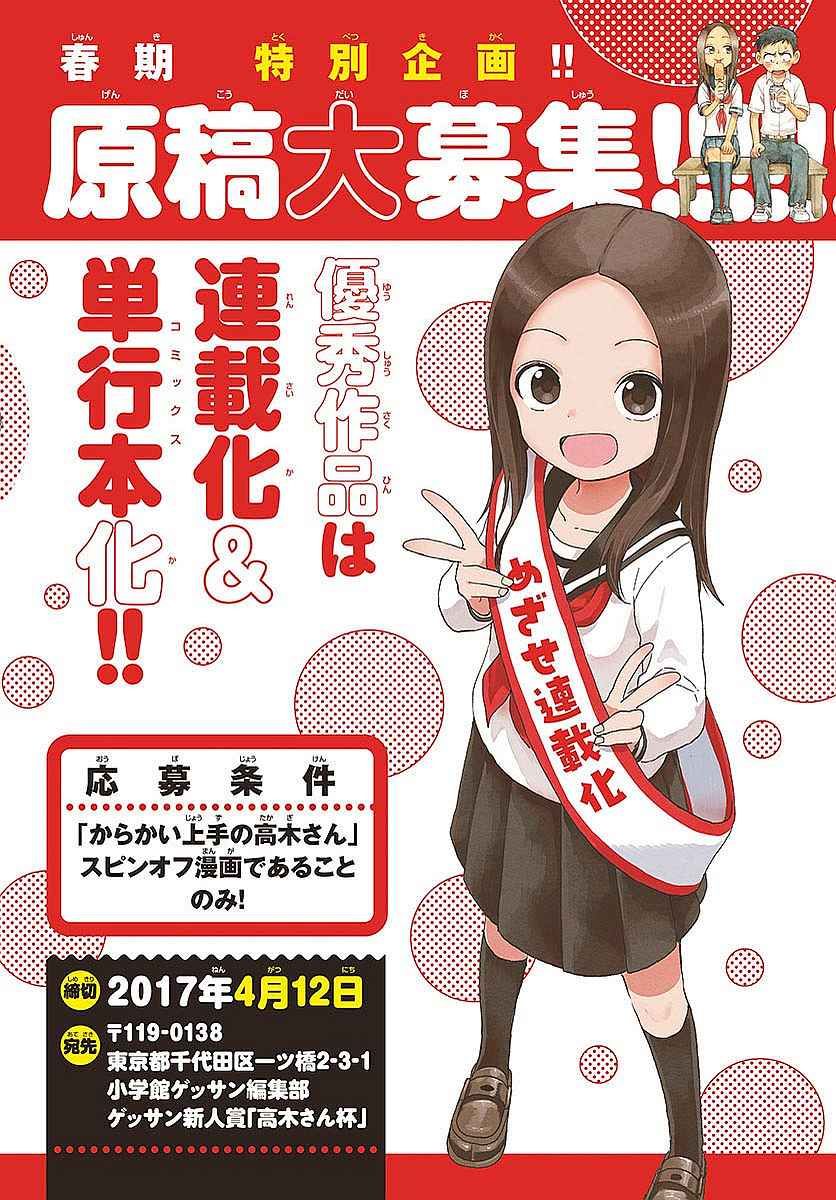 春期 特別企画!!
原稿大募集!!!!!
優秀作品は
連載化&
単行本化!!
コミックス
めざせ連載化
応募条件
「からかい上手の高木さん」
スピンオフ漫画であること
のみ!
締切 2017年4月12日
宛先 〒119-0138
東京都千代田区一ツ橋2-3-1
小学館ゲッサン編集部
ゲッサン新人賞「高木さん杯」